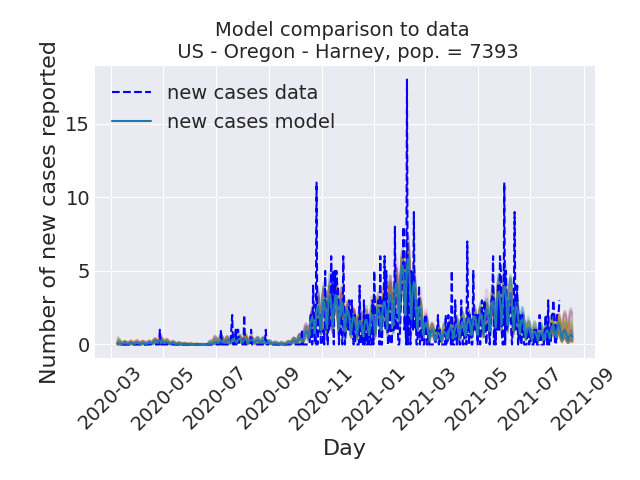 Model comparison to data
US - Oregon - Harney, pop. = 7393
new cases data
new cases model
Number of new cases reported
15
10
5
0
2020-03
2020-05
2020-07
2020-09
2020-11
2021-01
2021-03
2021-05
2021-07
2021-09
Day